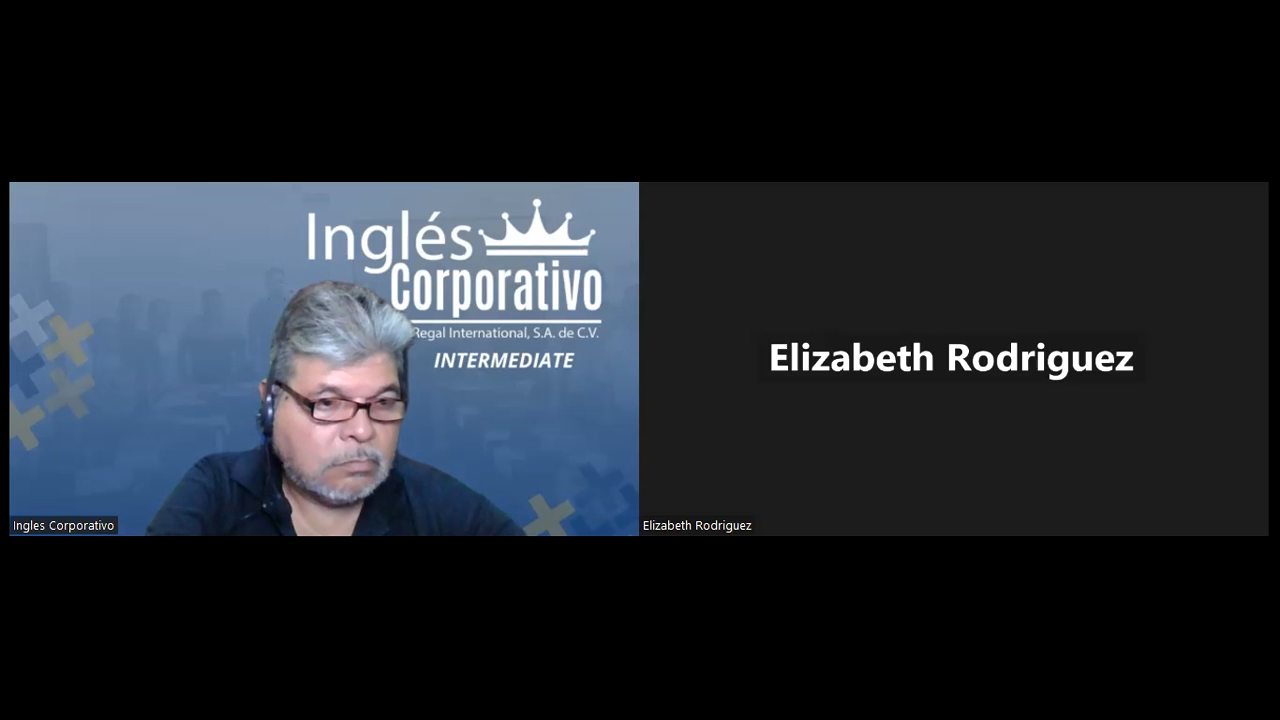 Inglés
Corporativo
Regal International, S.A. de C.V.
INTERMEDIATE
Elizabeth Rodriguez
Ingles Corporativo
Elizabeth Rodriguez